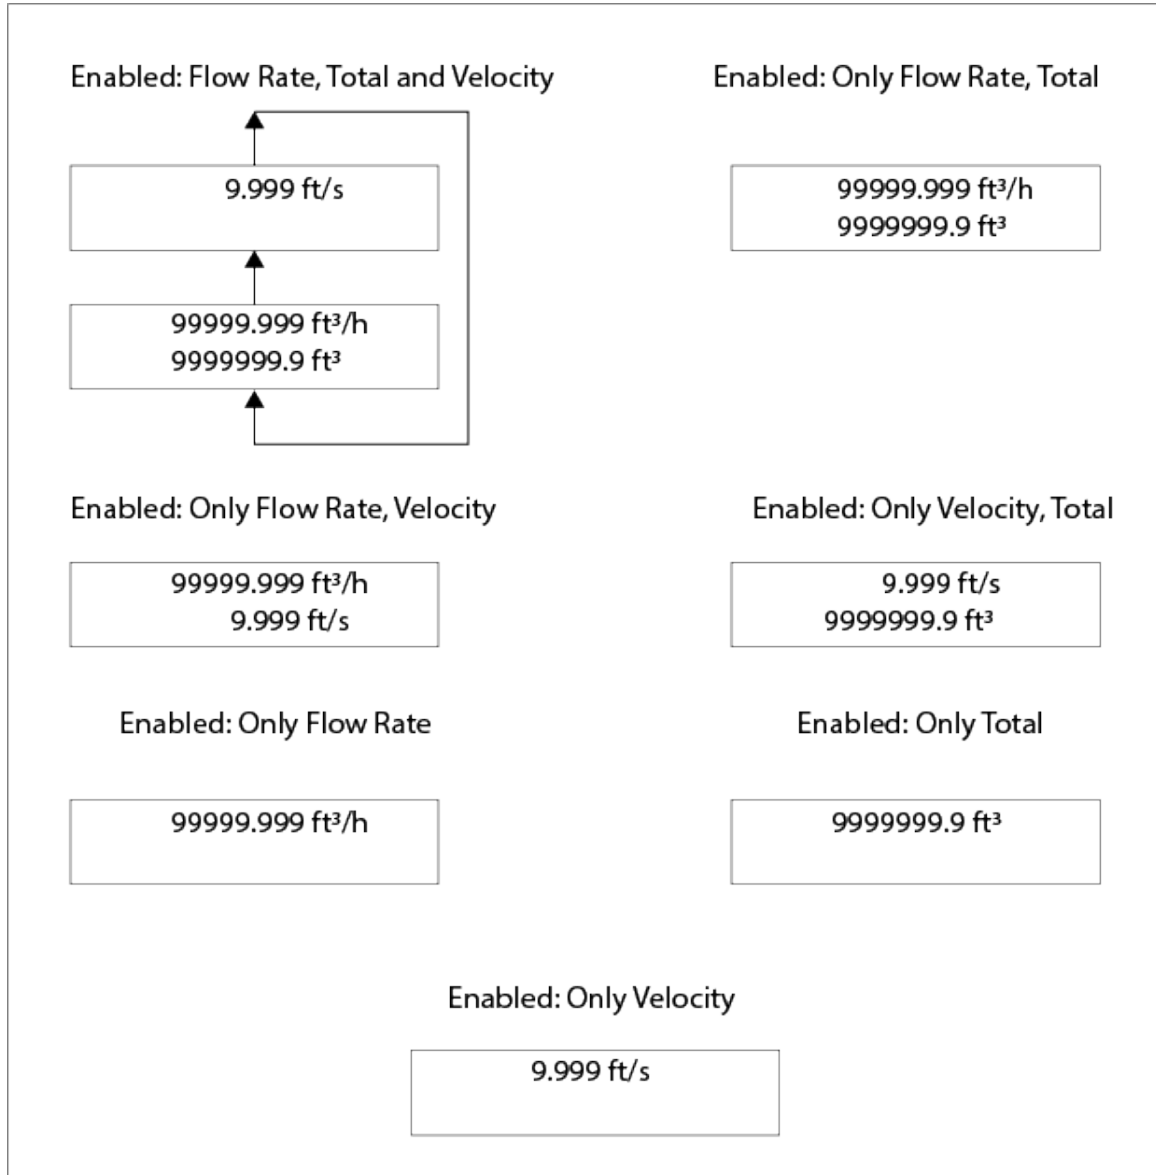 Enabled: Flow Rate, Total and Velocity
9.999 ft/s
99999.999 ft³/h
9999999.9 ft³
Enabled: Only Flow Rate, Total
99999.999 ft³/h
9999999.9 ft³
Enabled: Only Flow Rate, Velocity
99999.999 ft³/h
9.999 ft/s
Enabled: Only Velocity, Total
9.999 ft/s
9999999.9 ft³
Enabled: Only Flow Rate
99999.999 ft³/h
Enabled: Only Total
9999999.9 ft³
Enabled: Only Velocity
9.999 ft/s